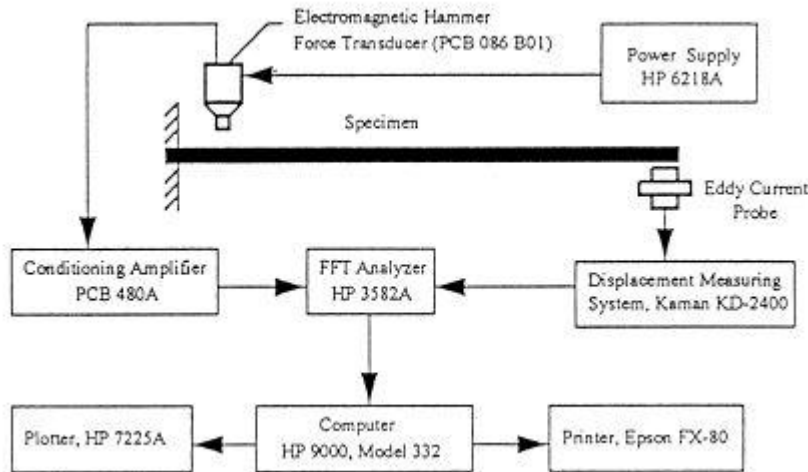 Electromagnetic Hammer
Force Transducer (PCB 086 B01)
Power Supply
HP 6218A
Specimen
Eddy Current
Probe
Conditioning Amplifier
PCB 480A
FFT Analyzer
HP 3582A
Displacement Measuring
System, Kaman KD-2400
Plotter, HP 7225A
Computer
HP 9000, Model 332
Printer, Epson FX-80